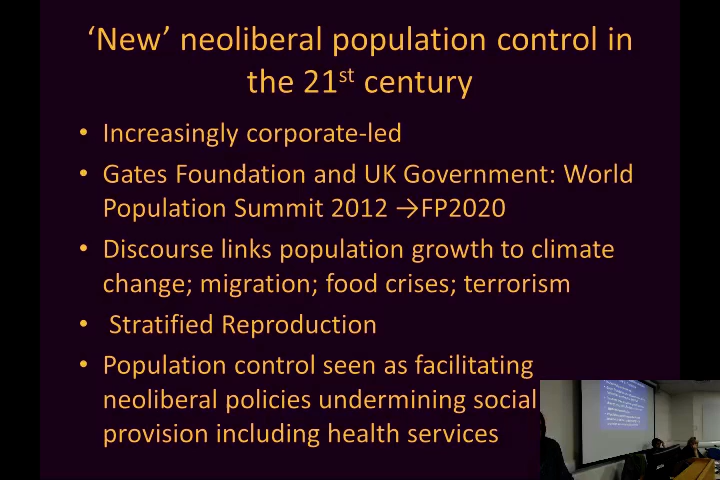 ‘New’ neoliberal population control in
the 21st century
• Increasingly corporate-led
• Gates Foundation and UK Government: World
Population Summit 2012 →FP2020
• Discourse links population growth to climate
change; migration; food crises; terrorism
• Stratified Reproduction
• Population control seen as facilitating
neoliberal policies undermining social
provision including health services